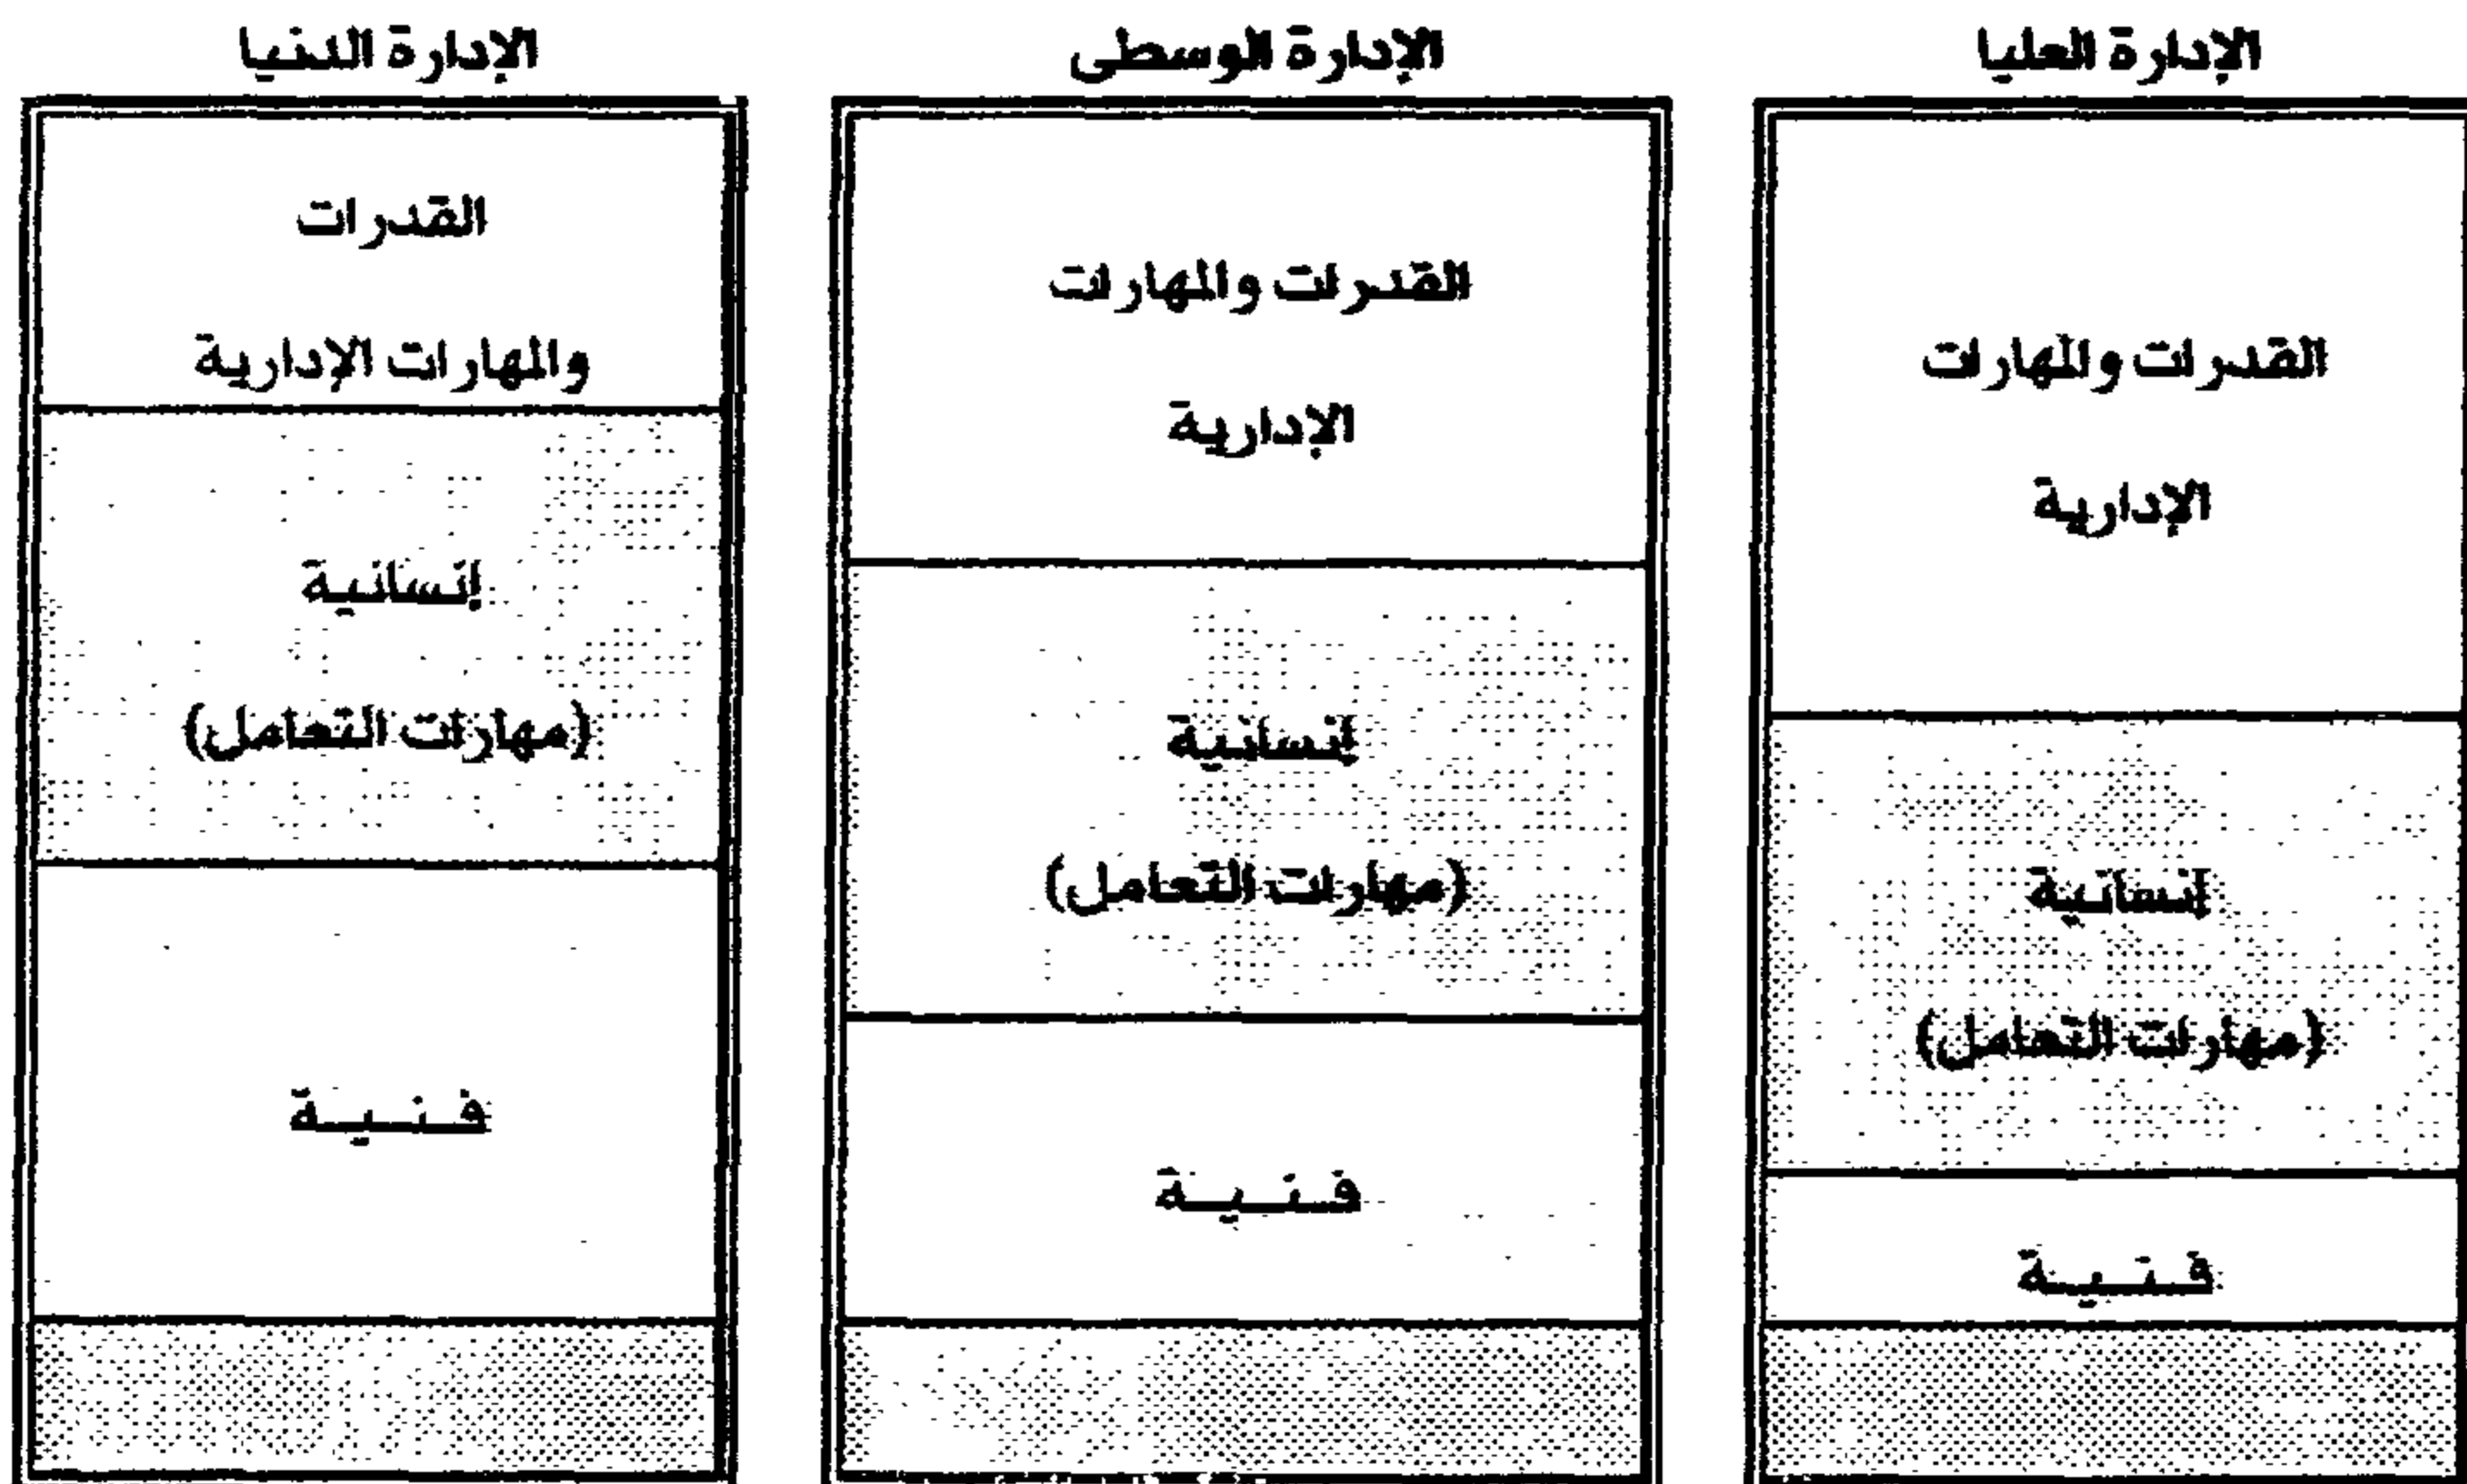 الإدارة العليا
القدرات والمهارات
الإدارية
إنسانية
(مهارات التعامل)
فنية
الإدارة الوسطى
القدرات والمهارات
الإدارية
إنسانية
(مهارات التعامل)
فنية
الإدارة الدنيا
القدرات
والمهارات الإدارية
إنسانية
(مهارات التعامل)
فنية